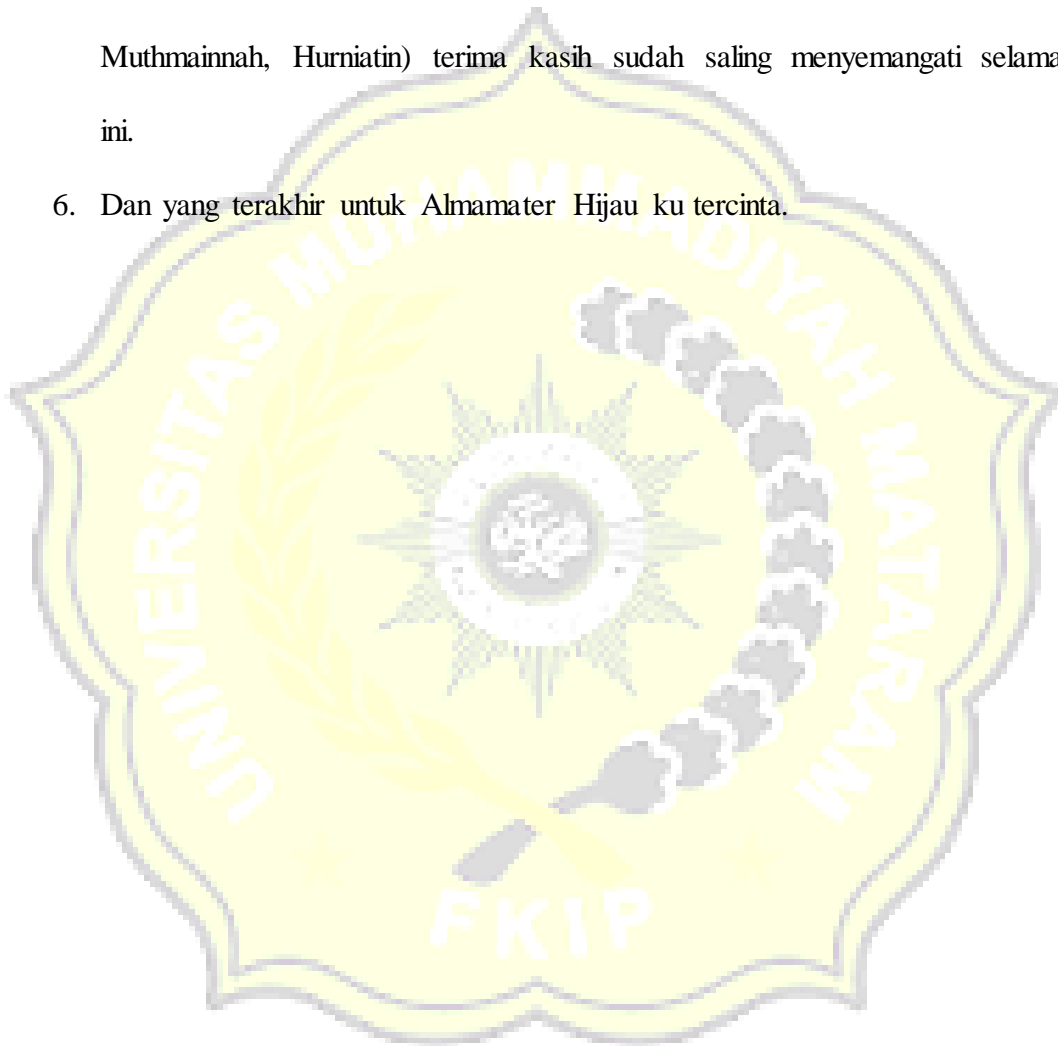 Muthmainnah, Hurniatin) terima kasih sudah saling menyemangati selama
ini.
6. Dan yang terakhir untuk Almamater Hijau ku tercinta.
UNIVERSITAS MUHAMMADIYAH MATARAM
FKIP